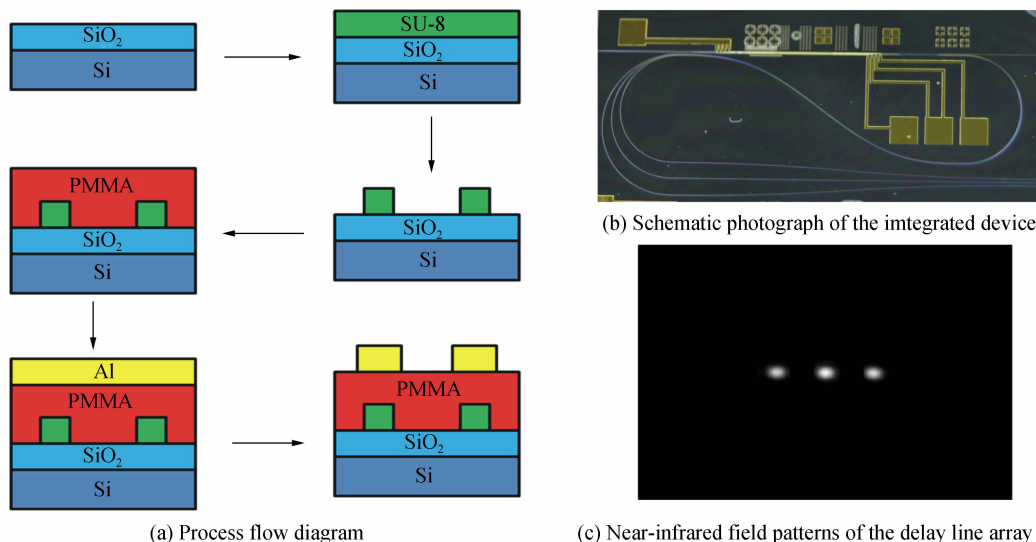 SiO₂
Si
SU-8
SiO₂
Si
SiO₂
Si
PMMA
SiO₂
Si
Al
PMMA
SiO₂
Si
PMMA
SiO₂
Si
(a) Process flow diagram
(b) Schematic photograph of the imtegrated device
(c) Near-infrared field patterns of the delay line array